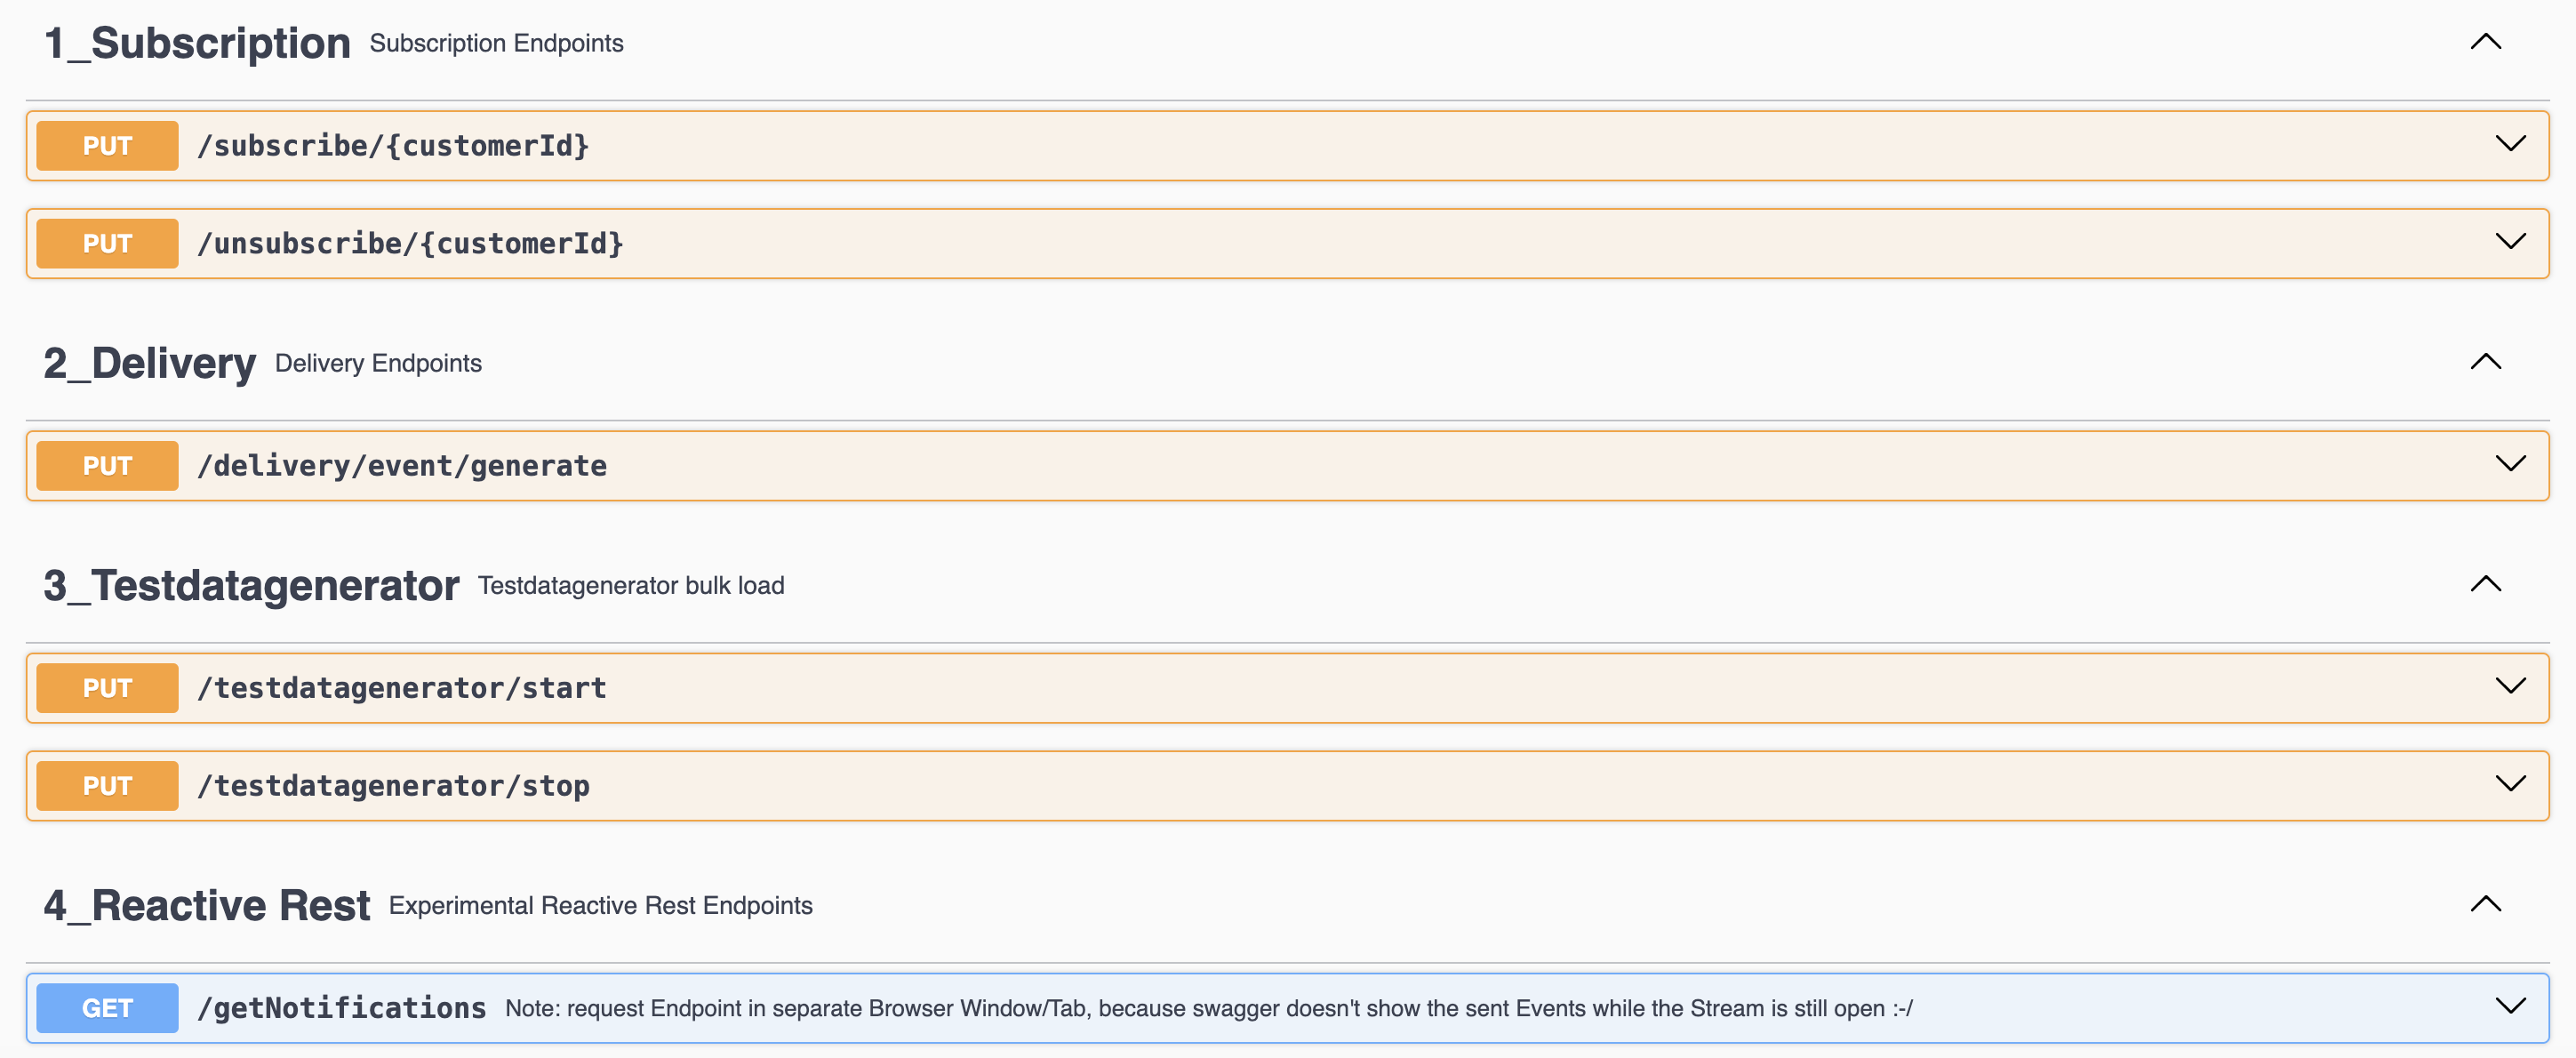 1_Subscription Subscription Endpoints
PUT /subscribe/{customerId}
PUT /unsubscribe/{customerId}
2_Delivery Delivery Endpoints
PUT /delivery/event/generate
3_Testdatagenerator Testdatagenerator bulk load
PUT /testdatagenerator/start
PUT /testdatagenerator/stop
4_Reactive Rest Experimental Reactive Rest Endpoints
GET /getNotifications Note: request Endpoint in separate Browser Window/Tab, because swagger doesn't show the sent Events while the Stream is still open :-/